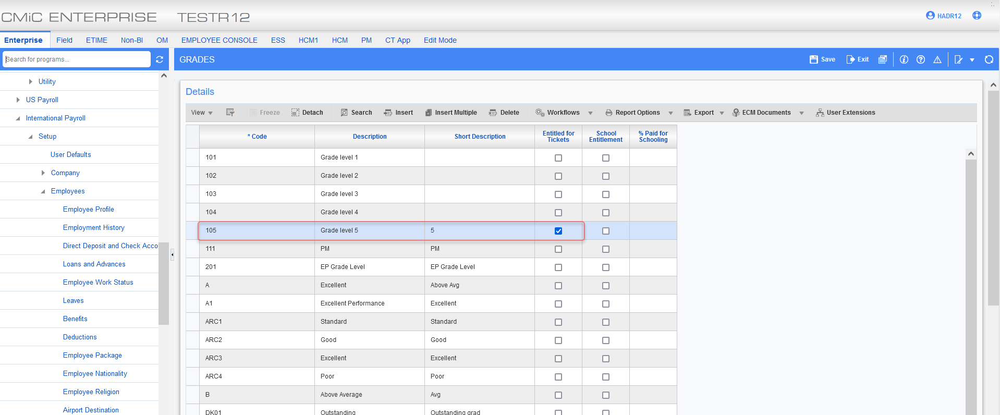 CMiC ENTERPRISE TESTR12
HADR12
Enterprise Field ETIME Non-BI OM EMPLOYEE CONSOLE ESS HCM1 HCM PM CT App Edit Mode
Search for programs...
GRADES
Save Exit
Utility
US Payroll
International Payroll
Setup
User Defaults
Company
Employees
Employee Profile
Employment History
Direct Deposit and Check Acco
Loans and Advances
Employee Work Status
Leaves
Benefits
Deductions
Employee Package
Employee Nationality
Employee Religion
Airport Destination
Details
View Freeze Detach Search Insert Insert Multiple Delete Workflows Report Options Export ECM Documents User Extensions
* Code Description Short Description Entitled for Tickets School Entitlement % Paid for Schooling
101 Grade level 1
102 Grade level 2
103 Grade level 3
104 Grade level 4
105 Grade level 5 5
111 PM PM
201 EP Grade Level EP Grade Level
A Excellent Above Avg
A1 Excellent Performance Excellent
ARC1 Standard Standard
ARC2 Good Good
ARC3 Excellent Excellent
ARC4 Poor Poor
B Above Average Avg
DK01 Outstanding Outstanding grad